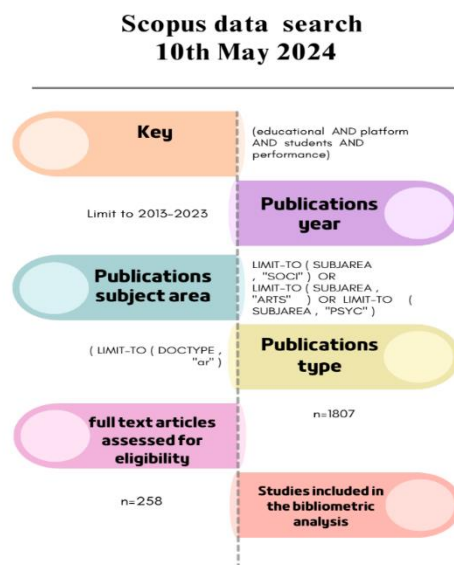 Scopus data search
10th May 2024
Key
(educational AND platform
AND students AND
performance)
Limit to 2013-2023
Publications
year
Publications
subject area
LIMIT-TO ( SUBJAREA
, "SOCI" ) OR
LIMIT-TO ( SUBJAREA
, "ARTS" ) OR LIMIT-TO (
SUBJAREA , "PSYC" )
( LIMIT-TO ( DOCTYPE ,
"ar" )
Publications
type
full text articles
assessed for
eligibility
n=1807
n=258
Studies included in
the bibliometric
analysis